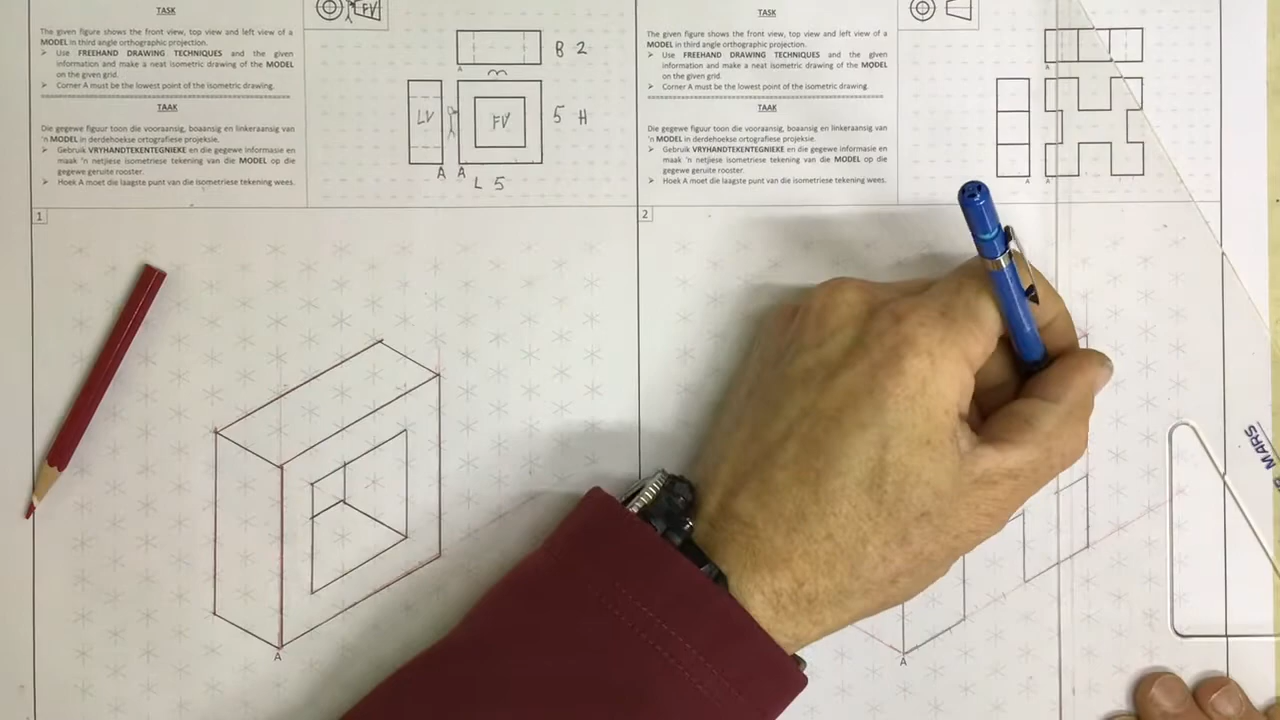 TASK
The given figure shows the front view, top view and left view of a
MODEL in third angle orthographic projection.
➢ Use FREEHAND DRAWING TECHNIQUES and the given
information and make a neat isometric drawing of the MODEL
on the given grid.
➢ Corner A must be the lowest point of the isometric drawing.
TAAK
Die gegewe figuur toon die vooraansig, boaansig en linkeraansig van
'n MODEL in derdehoekse ortografiese projeksie.
➢ Gebruik VRYHANDTEKENTEGNIEKE en die gegewe informasie en
maak 'n netjiese isometriese tekening van die MODEL op die
gegewe geruite rooster.
➢ Hoek A moet die laagste punt van die isometriese tekening wees.
FV
A
B 2
LV
FV
5 H
A A
L 5
TASK
The given figure shows the front view, top view and left view of a
MODEL in third angle orthographic projection.
➢ Use FREEHAND DRAWING TECHNIQUES and the given
information and make a neat isometric drawing of the MODEL
on the given grid.
➢ Corner A must be the lowest point of the isometric drawing.
TAAK
Die gegewe figuur toon die vooraansig, boaansig en linkeraansig van
'n MODEL in derdehoekse ortografiese projeksie.
➢ Gebruik VRYHANDTEKENTEGNIEKE en die gegewe informasie en
maak 'n netjiese isometriese tekening van die MODEL op die
gegewe geruite rooster.
➢ Hoek A moet die laagste punt van die isometriese tekening wees.
A
A A
1
A
2
A
MARS